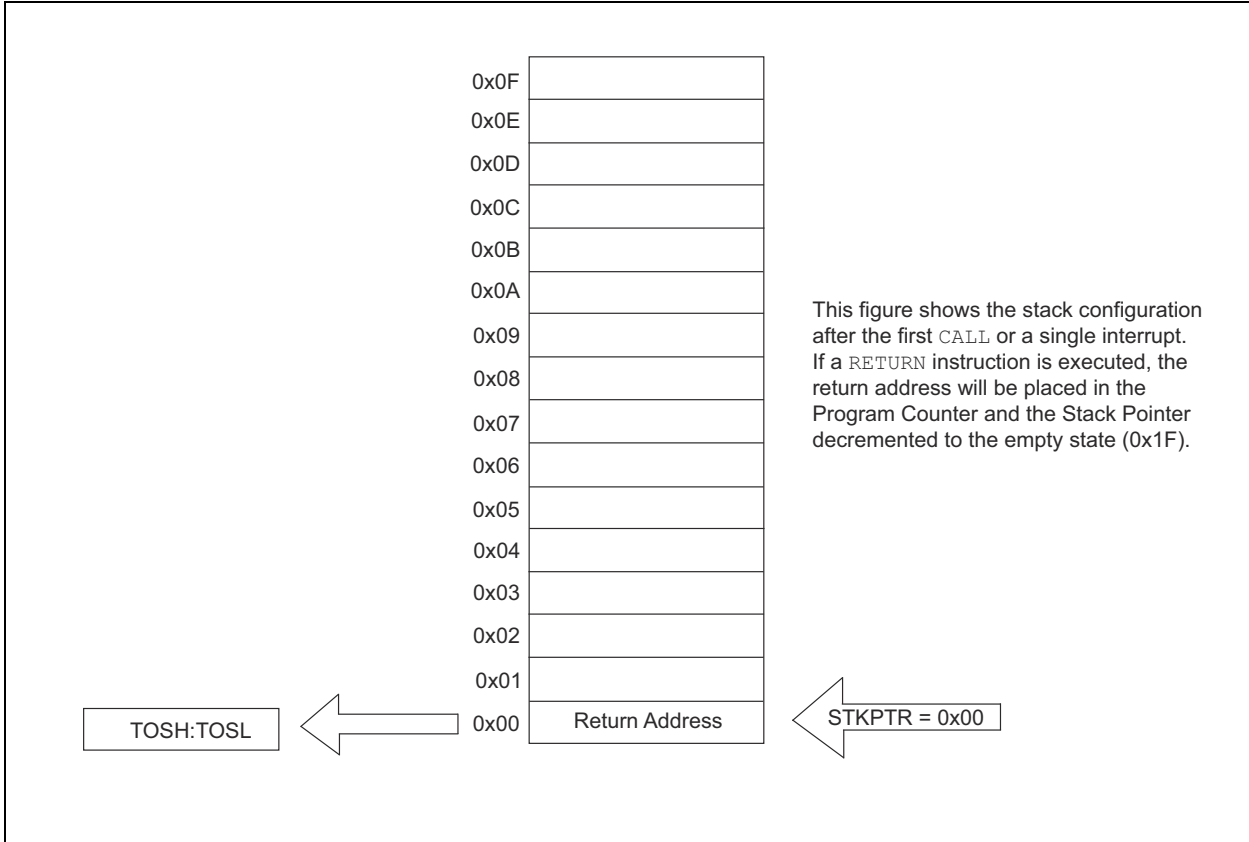 0x0F
0x0E
0x0D
0x0C
0x0B
0x0A
0x09
0x08
0x07
0x06
0x05
0x04
0x03
0x02
0x01
0x00
Return Address
TOSH:TOSL
STKPTR = 0x00
This figure shows the stack configuration
after the first CALL or a single interrupt.
If a RETURN instruction is executed, the
return address will be placed in the
Program Counter and the Stack Pointer
decremented to the empty state (0x1F).